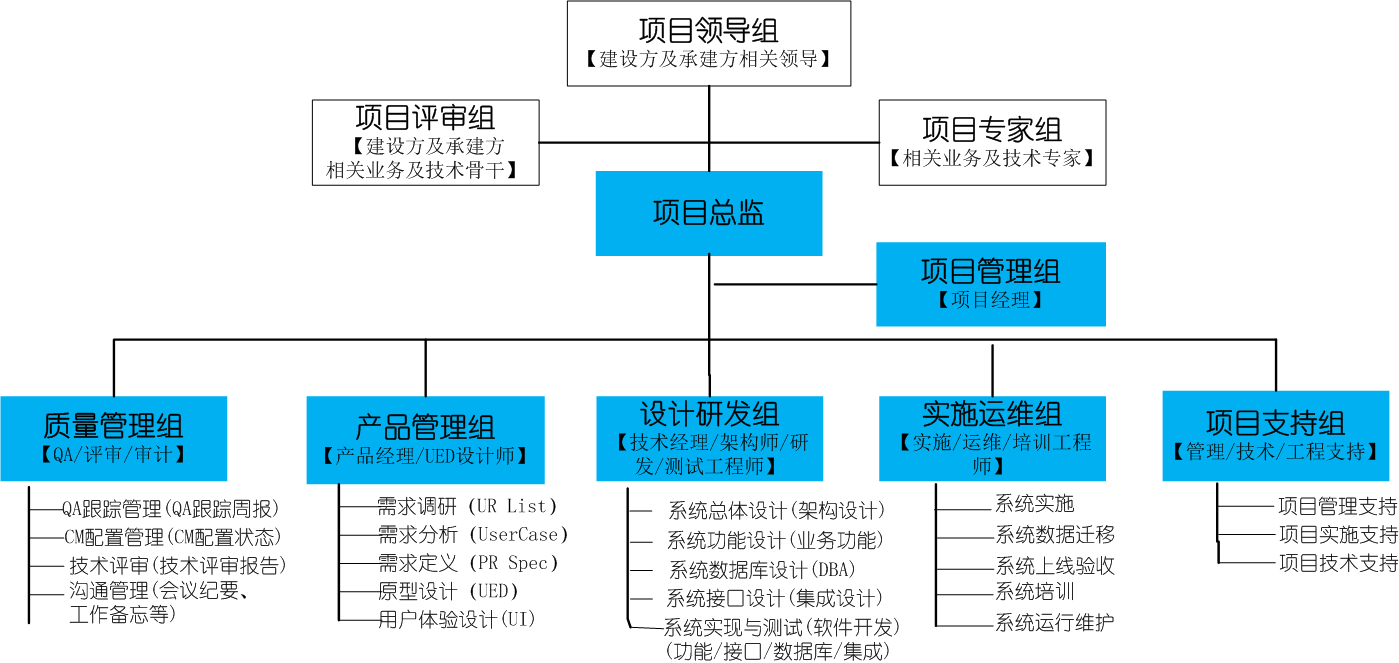 项目领导组
【建设方及承建方相关领导】
项目评审组
【建设方及承建方
相关业务及技术骨干】
项目专家组
【相关业务及技术专家】
项目总监
项目管理组
【项目经理】
质量管理组
【QA/评审/审计】
QA跟踪管理(QA跟踪周报)
CM配置管理(CM配置状态)
技术评审(技术评审报告)
沟通管理(会议纪要、
工作备忘等)
产品管理组
【产品经理/UED设计师】
需求调研 (UR List)
需求分析 (UserCase)
需求定义 (PR Spec)
原型设计 (UED)
用户体验设计(UI)
设计研发组
【技术经理/架构师/研
发/测试工程师】
系统总体设计(架构设计)
系统功能设计(业务功能)
系统数据库设计(DBA)
系统接口设计(集成设计)
系统实现与测试(软件开发)
(功能/接口/数据库/集成)
实施运维组
【实施/运维/培训工程
师】
系统实施
系统数据迁移
系统上线验收
系统培训
系统运行维护
项目支持组
【管理/技术/工程支持】
项目管理支持
项目实施支持
项目技术支持